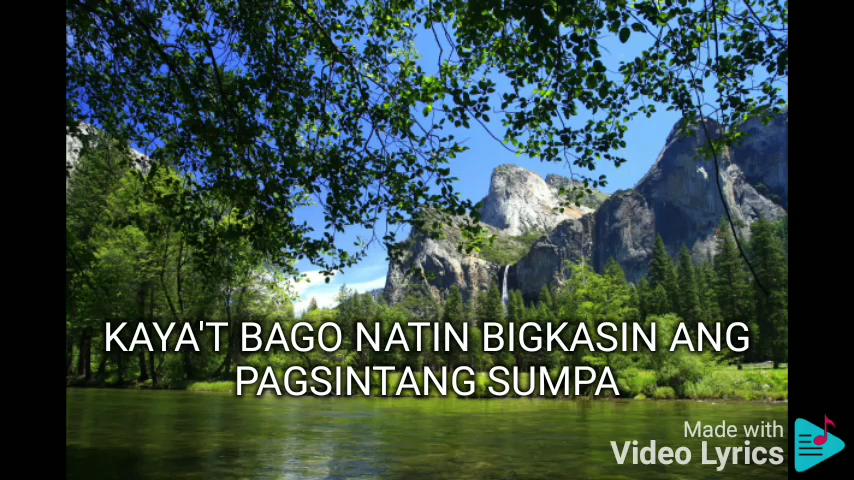 KAYA'T BAGO NATIN BIGKASIN ANG
PAGSINTANG SUMPA
Made with
Video Lyrics